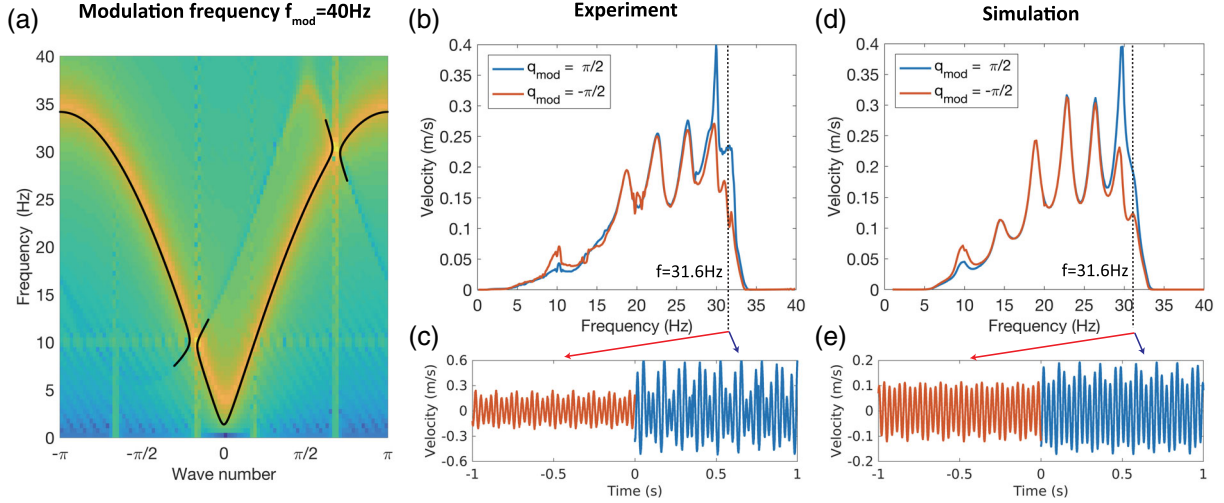 Modulation frequency f_mod=40Hz
Experiment
Simulation
(a)
40
35
30
25
20
15
10
5
0
Frequency (Hz)
-π -π/2 0 π/2 π
Wave number
(b)
0.4
0.35
0.3
0.25
0.2
0.15
0.1
0.05
0
Velocity (m/s)
q_mod = π/2
q_mod = -π/2
f=31.6Hz
0 5 10 15 20 25 30 35 40
Frequency (Hz)
(c)
0.6
0.3
0
-0.3
-0.6
Velocity (m/s)
-1 -0.5 0 0.5 1
Time (s)
(d)
0.4
0.35
0.3
0.25
0.2
0.15
0.1
0.05
0
Velocity (m/s)
q_mod = π/2
q_mod = -π/2
f=31.6Hz
0 5 10 15 20 25 30 35 40
Frequency (Hz)
(e)
0.2
0.1
0
-0.1
-0.2
Velocity (m/s)
-1 -0.5 0 0.5 1
Time (s)